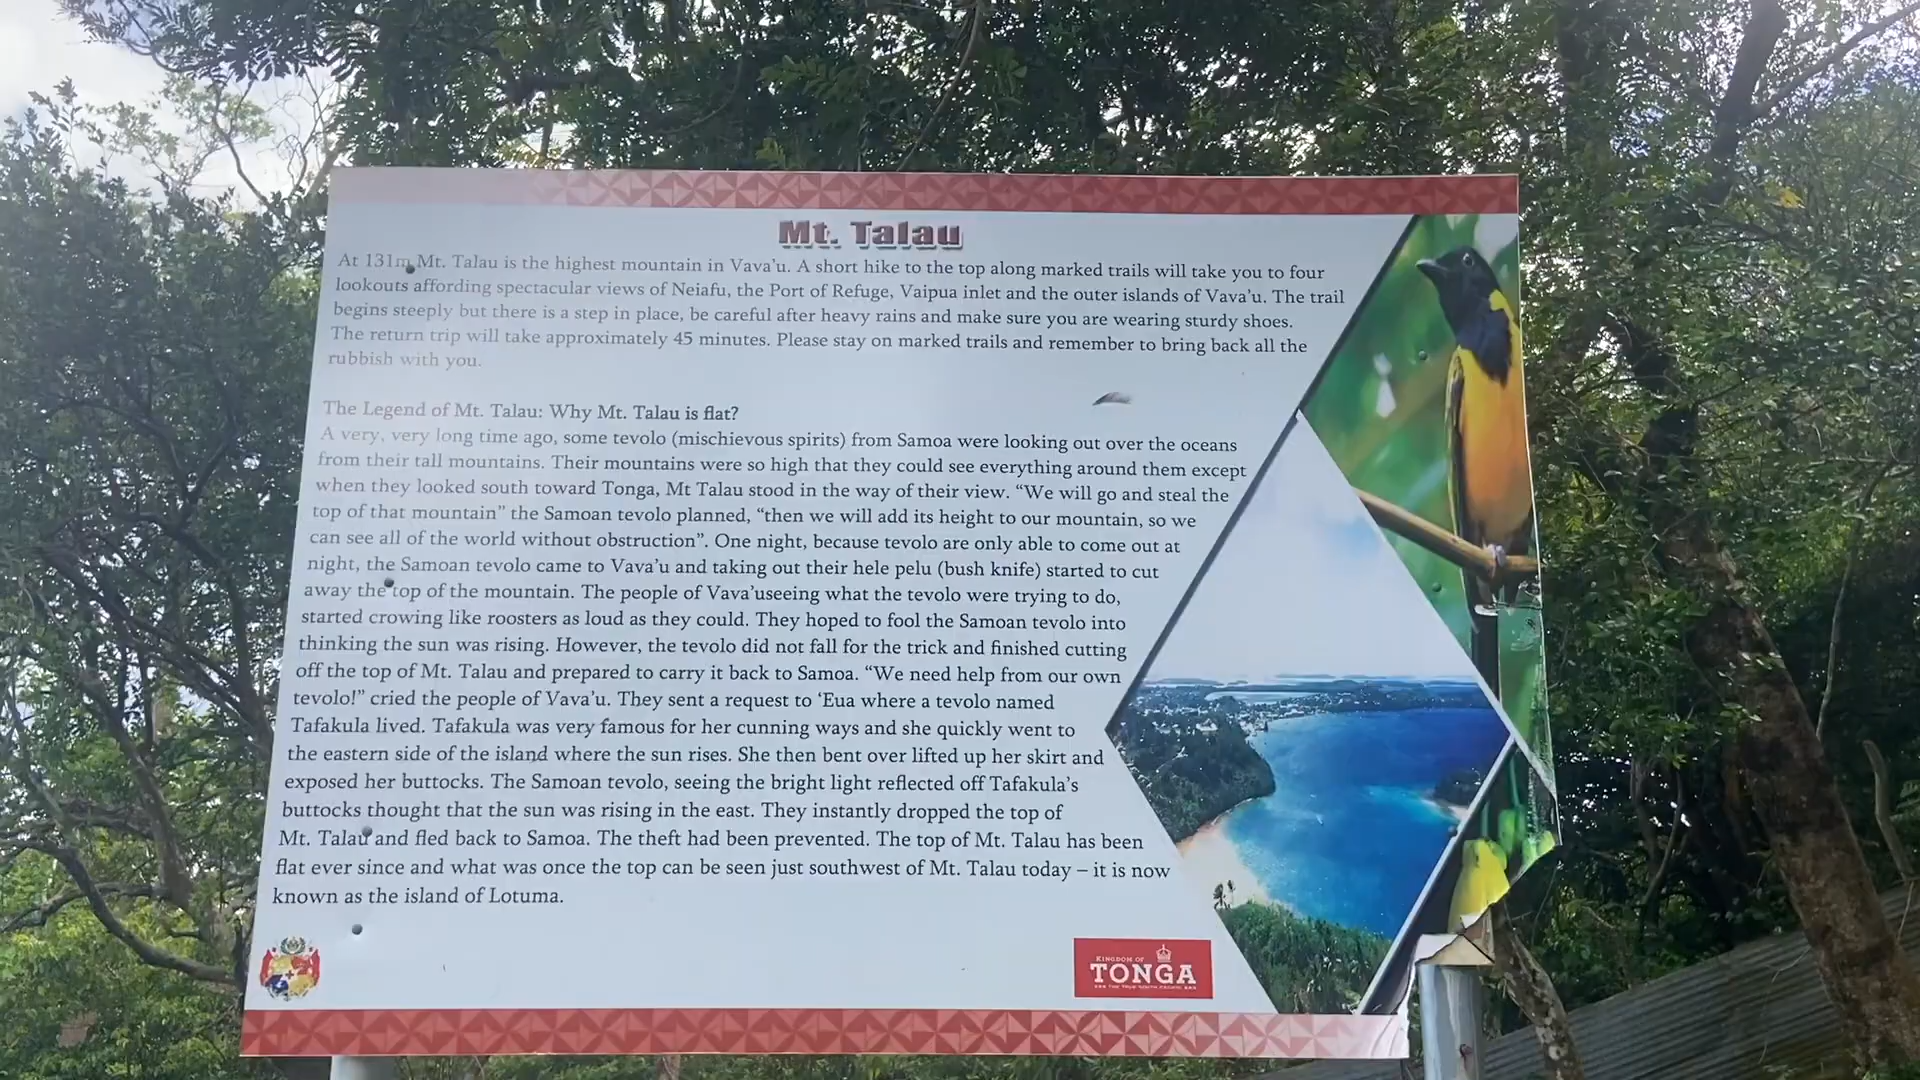 Mt. Talau
At 131m Mt. Talau is the highest mountain in Vava'u. A short hike to the top along marked trails will take you to four
lookouts affording spectacular views of Neiafu, the Port of Refuge, Vaipua inlet and the outer islands of Vava'u. The trail
begins steeply but there is a step in place, be careful after heavy rains and make sure you are wearing sturdy shoes.
The return trip will take approximately 45 minutes. Please stay on marked trails and remember to bring back all the
rubbish with you.
The Legend of Mt. Talau: Why Mt. Talau is flat?
A very, very long time ago, some tevolo (mischievous spirits) from Samoa were looking out over the oceans
from their tall mountains. Their mountains were so high that they could see everything around them except
when they looked south toward Tonga, Mt Talau stood in the way of their view. “We will go and steal the
top of that mountain” the Samoan tevolo planned, “then we will add its height to our mountain, so we
can see all of the world without obstruction”. One night, because tevolo are only able to come out at
night, the Samoan tevolo came to Vava'u and taking out their hele pelu (bush knife) started to cut
away the top of the mountain. The people of Vava'useeing what the tevolo were trying to do,
started crowing like roosters as loud as they could. They hoped to fool the Samoan tevolo into
thinking the sun was rising. However, the tevolo did not fall for the trick and finished cutting
off the top of Mt. Talau and prepared to carry it back to Samoa. “We need help from our own
tevolo!” cried the people of Vava'u. They sent a request to ‘Eua where a tevolo named
Tafakula lived. Tafakula was very famous for her cunning ways and she quickly went to
the eastern side of the island where the sun rises. She then bent over lifted up her skirt and
exposed her buttocks. The Samoan tevolo, seeing the bright light reflected off Tafakula's
buttocks thought that the sun was rising in the east. They instantly dropped the top of
Mt. Talau and fled back to Samoa. The theft had been prevented. The top of Mt. Talau has been
flat ever since and what was once the top can be seen just southwest of Mt. Talau today – it is now
known as the island of Lotuma.
KINGDOM OF
TONGA